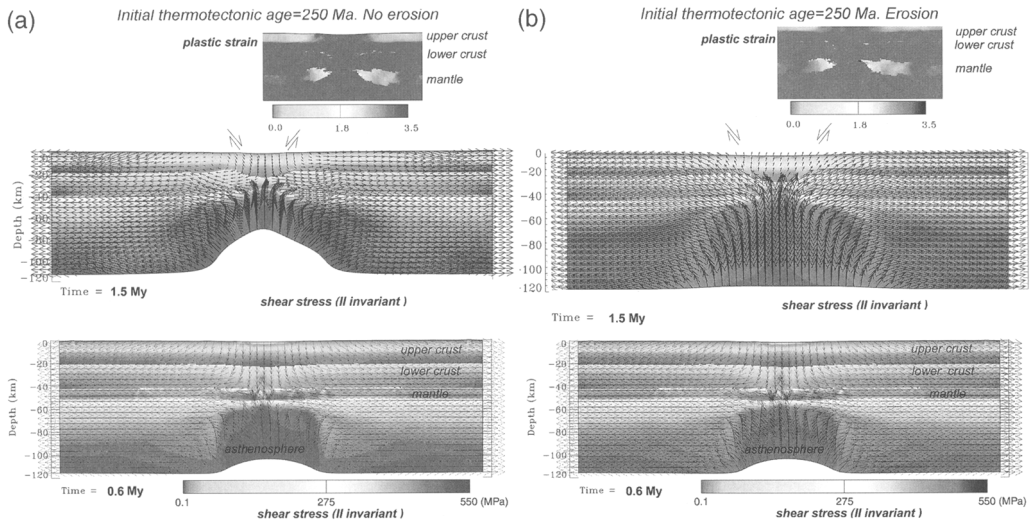 (a)
Initial thermotectonic age=250 Ma. No erosion
plastic strain
upper crust
lower crust
mantle
0.0 1.8 3.5
Depth (km)
-120
Time = 1.5 My
shear stress (II invariant )
0
-20
-40
-60
-80
-100
-120
Depth (km)
upper crust
lower crust
mantle
asthenosphere
Time = 0.6 My
0.1 275 550 (MPa)
shear stress (II invariant )
(b)
Initial thermotectonic age=250 Ma. Erosion
plastic strain
upper crust
lower crust
mantle
0.0 1.8 3.5
0
-20
-40
-60
-80
-100
-120
Depth (km)
shear stress (II invariant )
Time = 1.5 My
0
-20
-40
-60
-80
-100
-120
Depth (km)
upper crust
lower crust
mantle
asthenosphere
Time = 0.6 My
0.1 275 550 (MPa)
shear stress (II invariant )